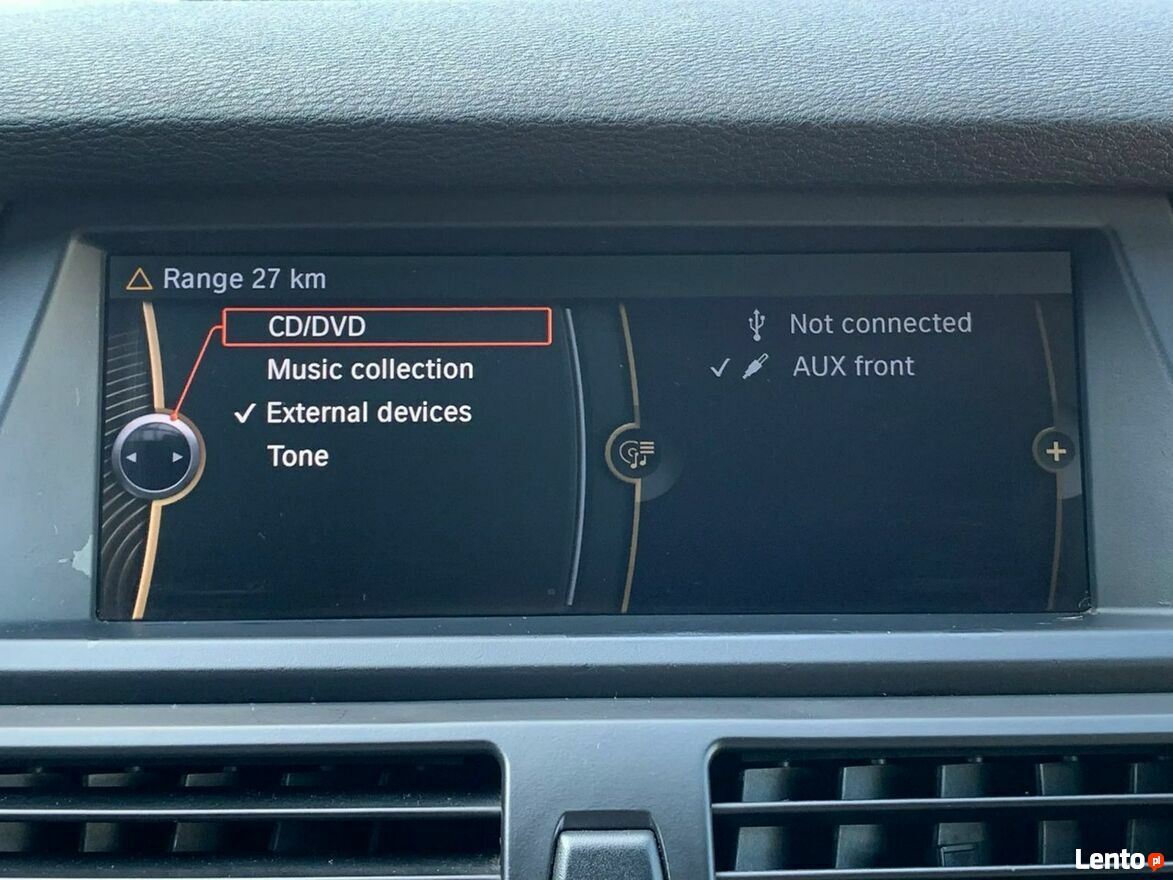 Range 27 km
CD/DVD
Music collection
External devices
Tone
Not connected
AUX front
Lento pl